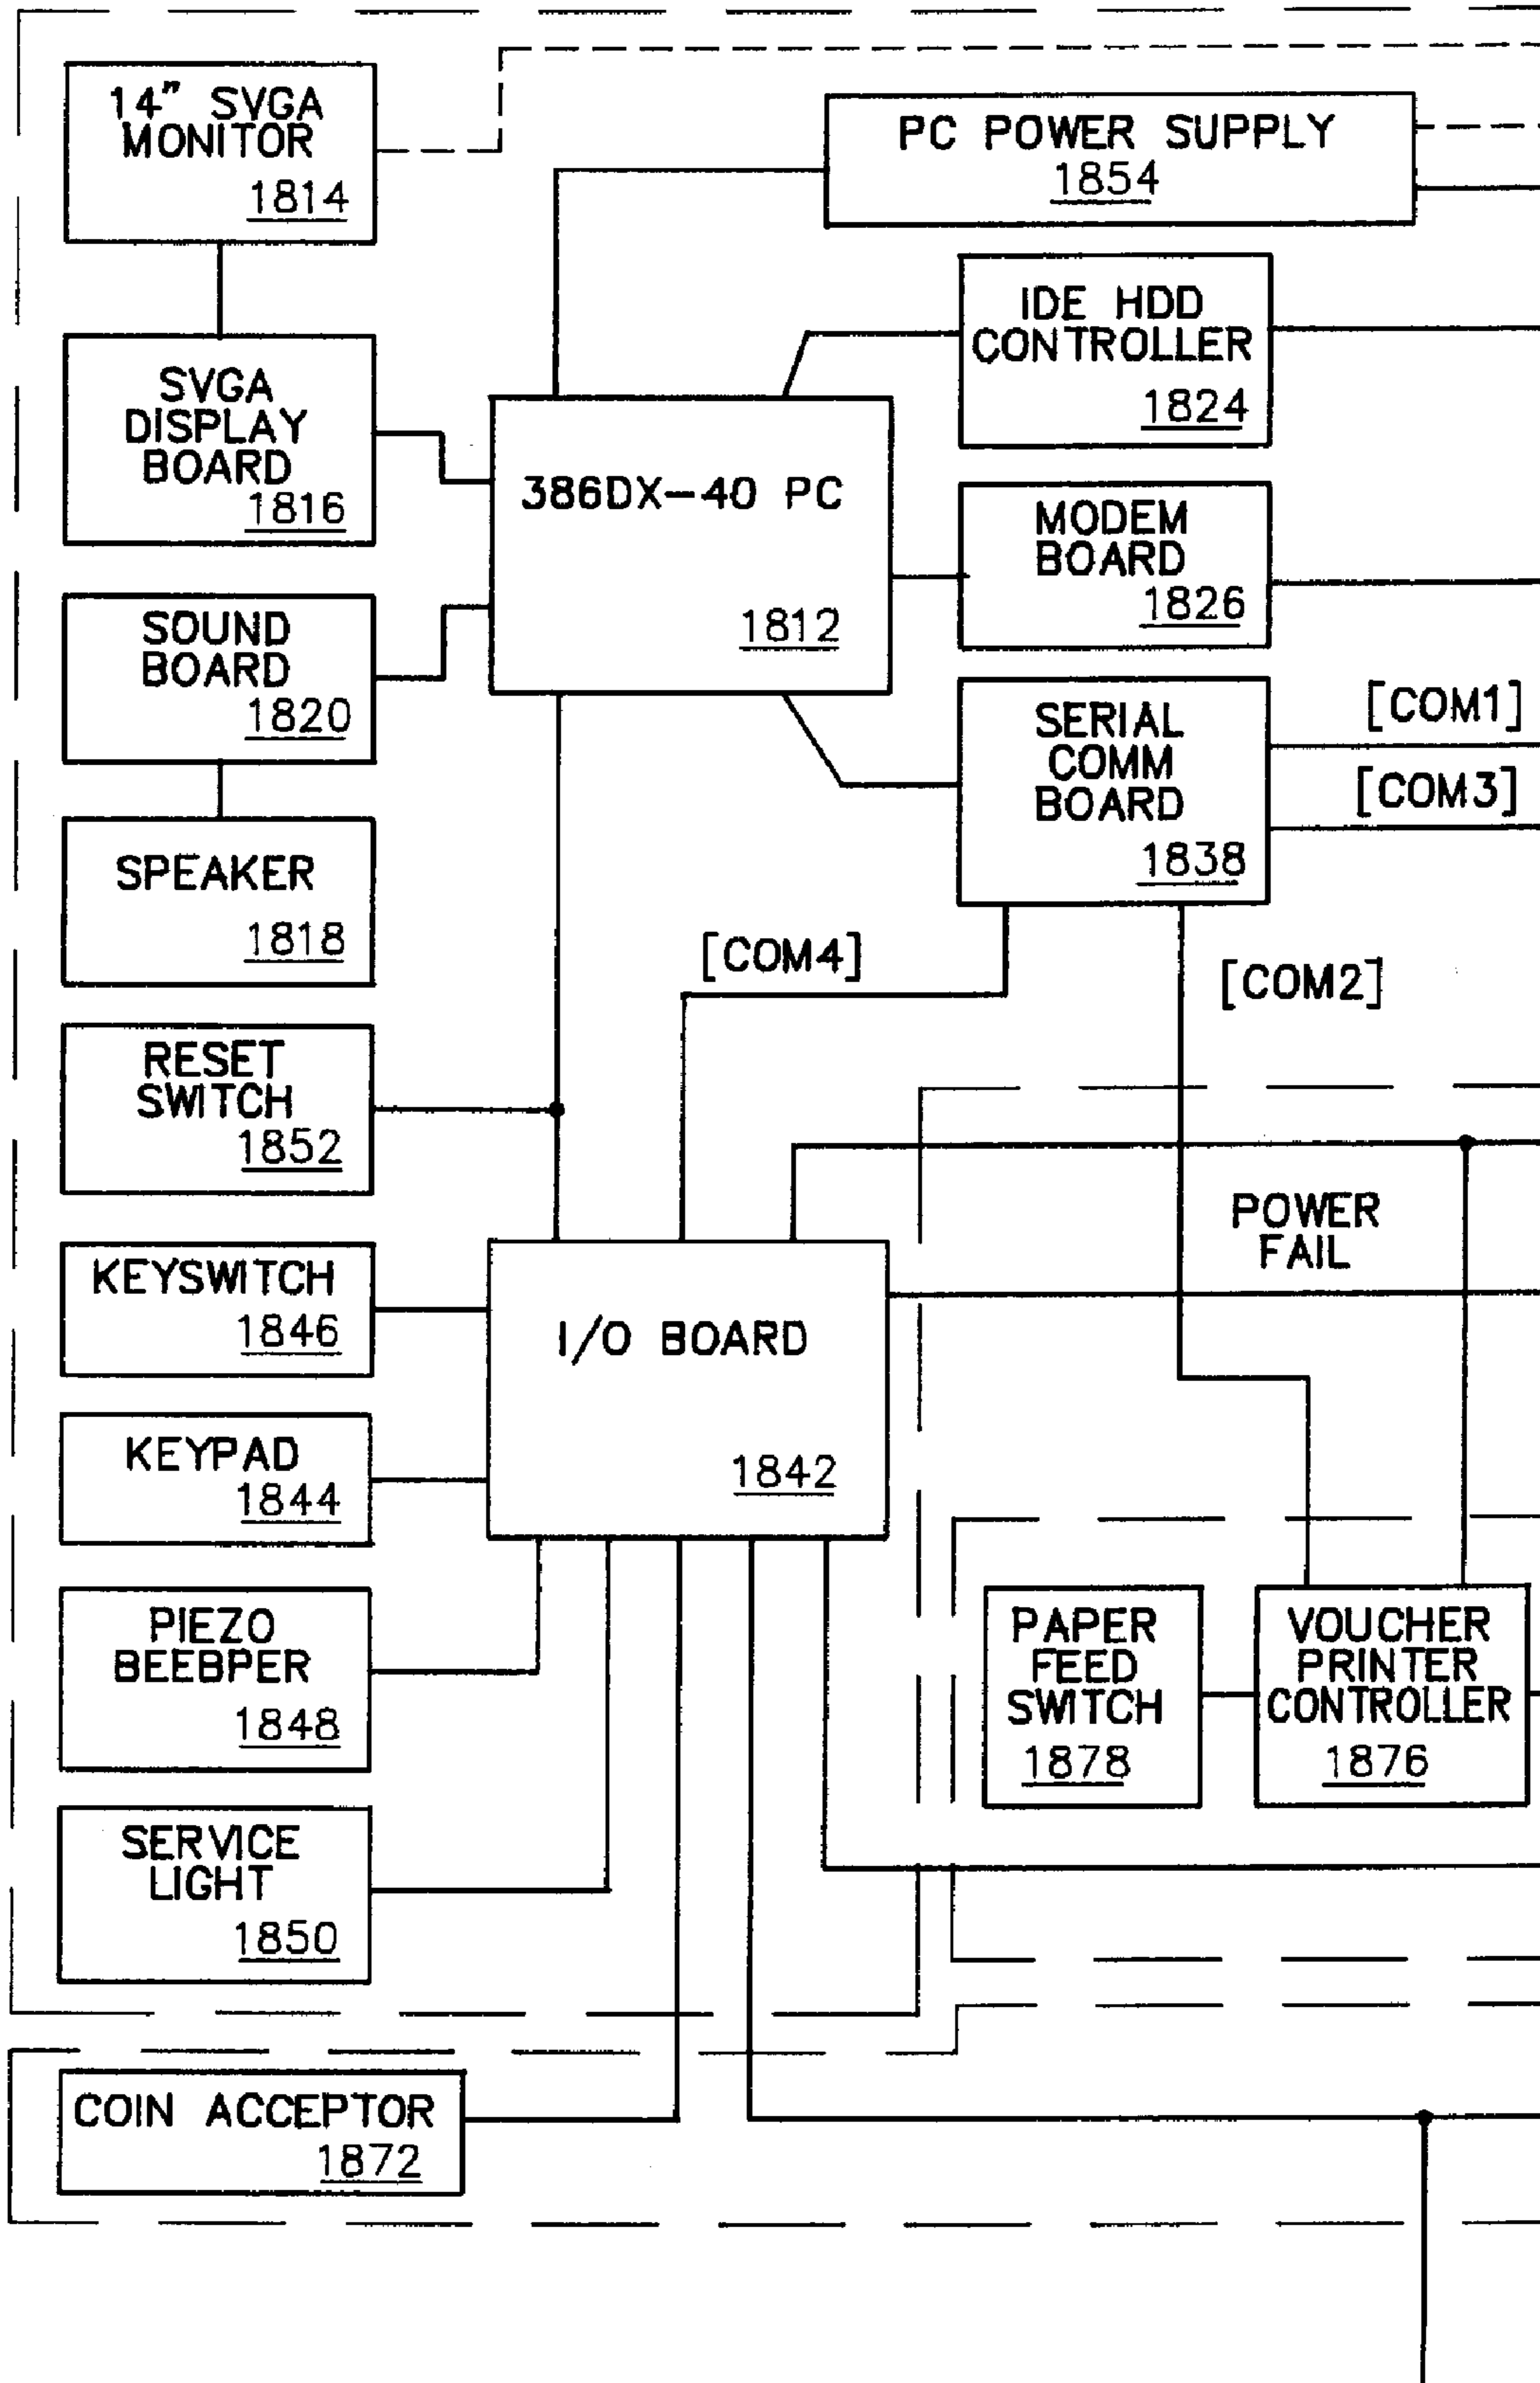 14" SVGA
MONITOR
1814
PC POWER SUPPLY
1854
IDE HDD
CONTROLLER
1824
SVGA
DISPLAY
BOARD
1816
386DX-40 PC
1812
MODEM
BOARD
1826
SOUND
BOARD
1820
SERIAL
COMM
BOARD
1838
[COM1]
[COM3]
SPEAKER
1818
[COM4]
[COM2]
RESET
SWITCH
1852
POWER
FAIL
KEYSWITCH
1846
I/O BOARD
1842
KEYPAD
1844
PIEZO
BEEBPER
1848
PAPER
FEED
SWITCH
1878
VOUCHER
PRINTER
CONTROLLER
1876
SERVICE
LIGHT
1850
COIN ACCEPTOR
1872